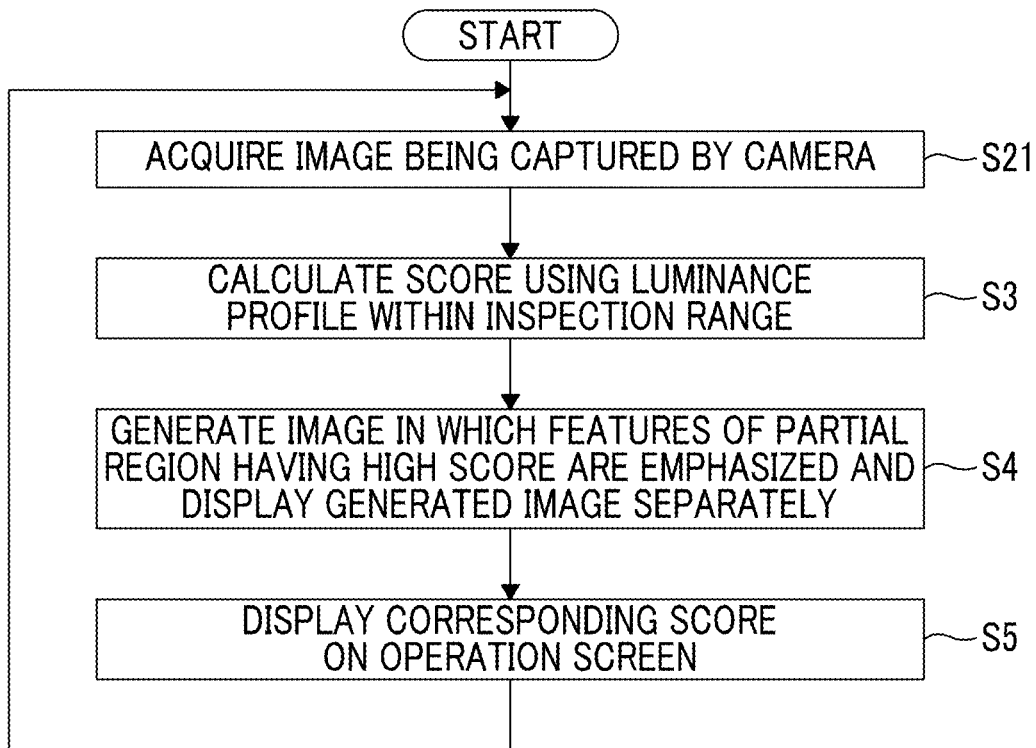 START
ACQUIRE IMAGE BEING CAPTURED BY CAMERA
S21
CALCULATE SCORE USING LUMINANCE
PROFILE WITHIN INSPECTION RANGE
S3
GENERATE IMAGE IN WHICH FEATURES OF PARTIAL
REGION HAVING HIGH SCORE ARE EMPHASIZED AND
DISPLAY GENERATED IMAGE SEPARATELY
S4
DISPLAY CORRESPONDING SCORE
ON OPERATION SCREEN
S5